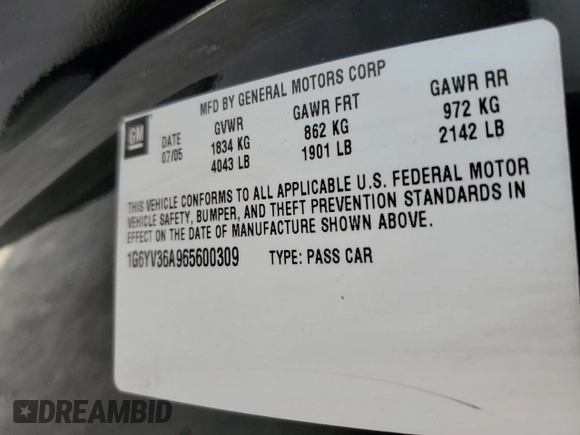 MFD BY GENERAL MOTORS CORP
GM
DATE GVWR GAWR FRT GAWR RR
07/05 1834 KG 862 KG 972 KG
4043 LB 1901 LB 2142 LB
THIS VEHICLE CONFORMS TO ALL APPLICABLE U.S. FEDERAL MOTOR
VEHICLE SAFETY, BUMPER, AND THEFT PREVENTION STANDARDS IN
EFFECT ON THE DATE OF MANUFACTURE SHOWN ABOVE.
1G6YV36A965600309 TYPE: PASS CAR
DREAMBID